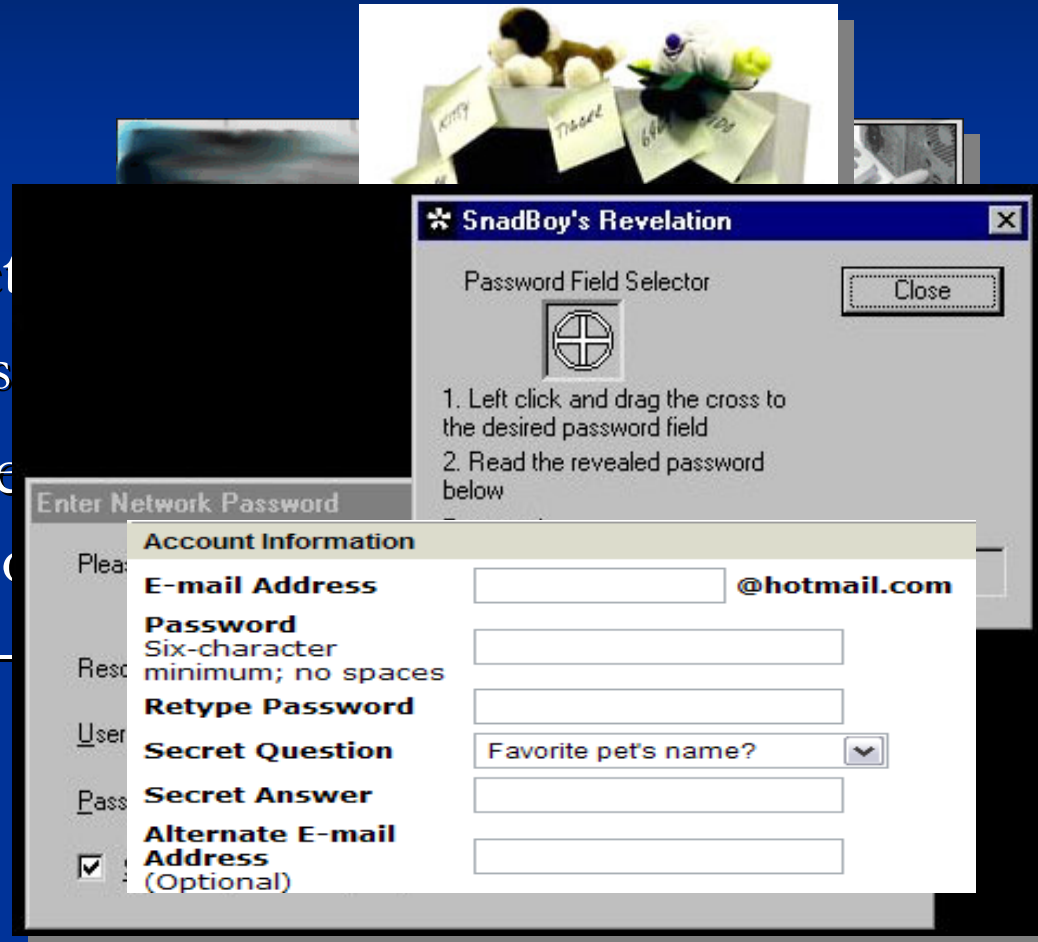 KITTY
TIGGER
SnadBoy's Revelation
Password Field Selector
Close
1. Left click and drag the cross to
the desired password field
2. Read the revealed password
below
Enter Network Password
Account Information
E-mail Address
@hotmail.com
Password
Six-character
minimum; no spaces
Retype Password
Secret Question
Favorite pet's name?
Secret Answer
Alternate E-mail
Address
(Optional)